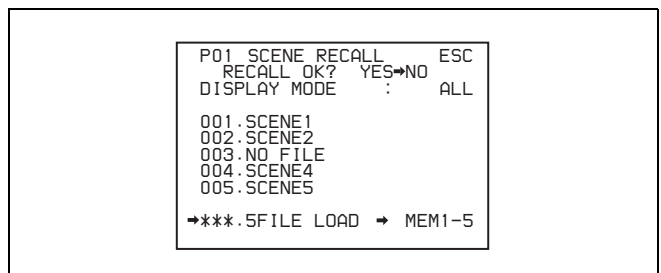 P01 SCENE RECALL ESC
RECALL OK? YES➡NO
DISPLAY MODE : ALL
001.SCENE1
002.SCENE2
003.NO FILE
004.SCENE4
005.SCENE5
➡***.5FILE LOAD ➡ MEM1-5